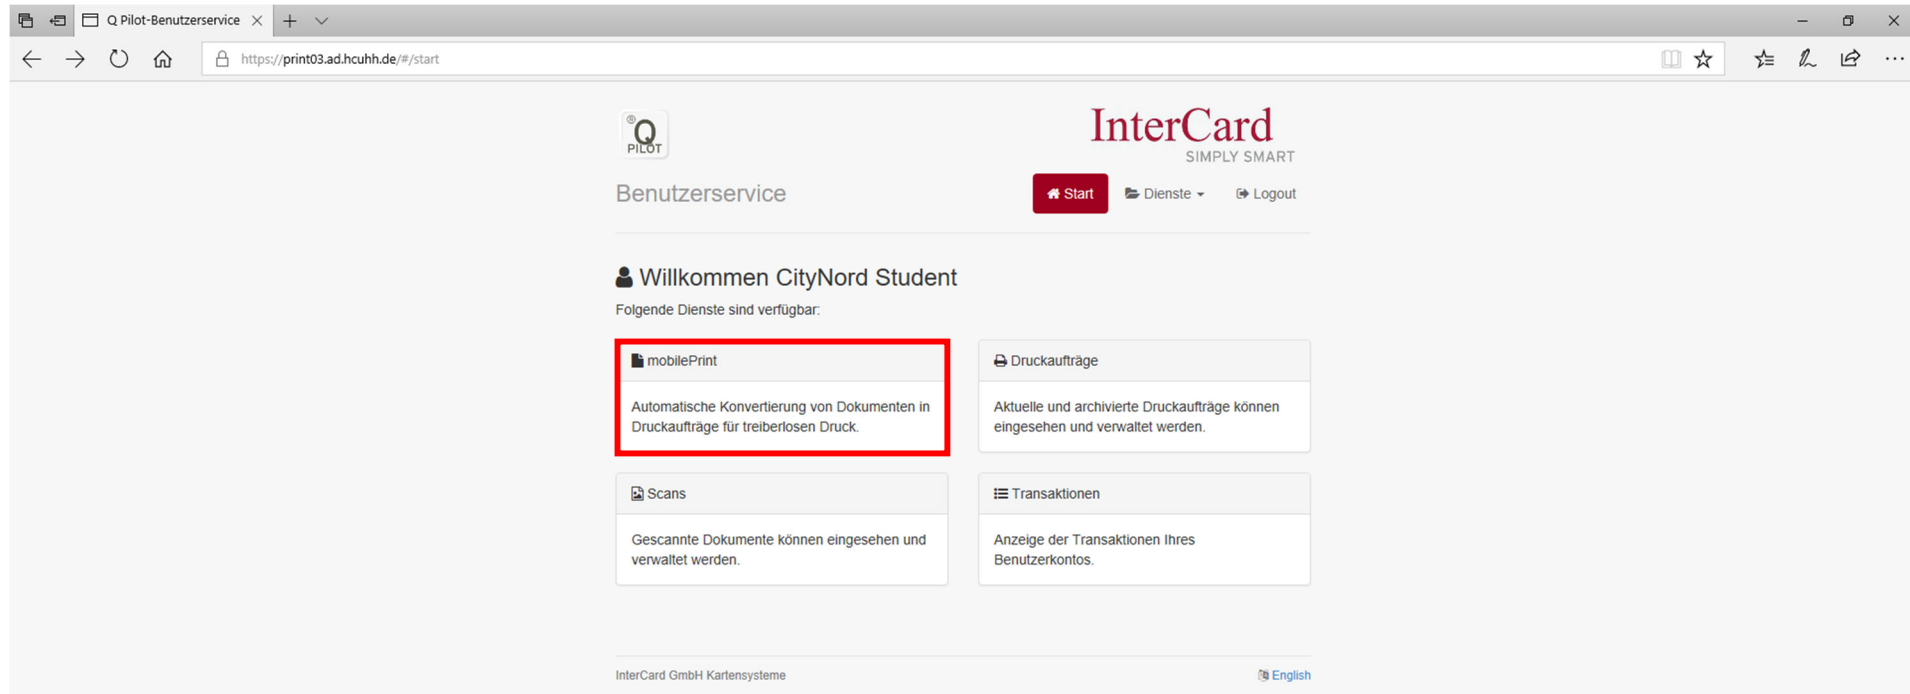 Q Pilot-Benutzerservice
https://print03.ad.hcuhh.de/#/start
®Q
PILOT
InterCard
SIMPLY SMART
Benutzerservice
Start
Dienste
Logout
Willkommen CityNord Student
Folgende Dienste sind verfügbar:
mobilePrint
Automatische Konvertierung von Dokumenten in
Druckaufträge für treiberlosen Druck.
Druckaufträge
Aktuelle und archivierte Druckaufträge können
eingesehen und verwaltet werden.
Scans
Gescannte Dokumente können eingesehen und
verwaltet werden.
Transaktionen
Anzeige der Transaktionen Ihres
Benutzerkontos.
InterCard GmbH Kartensysteme
English